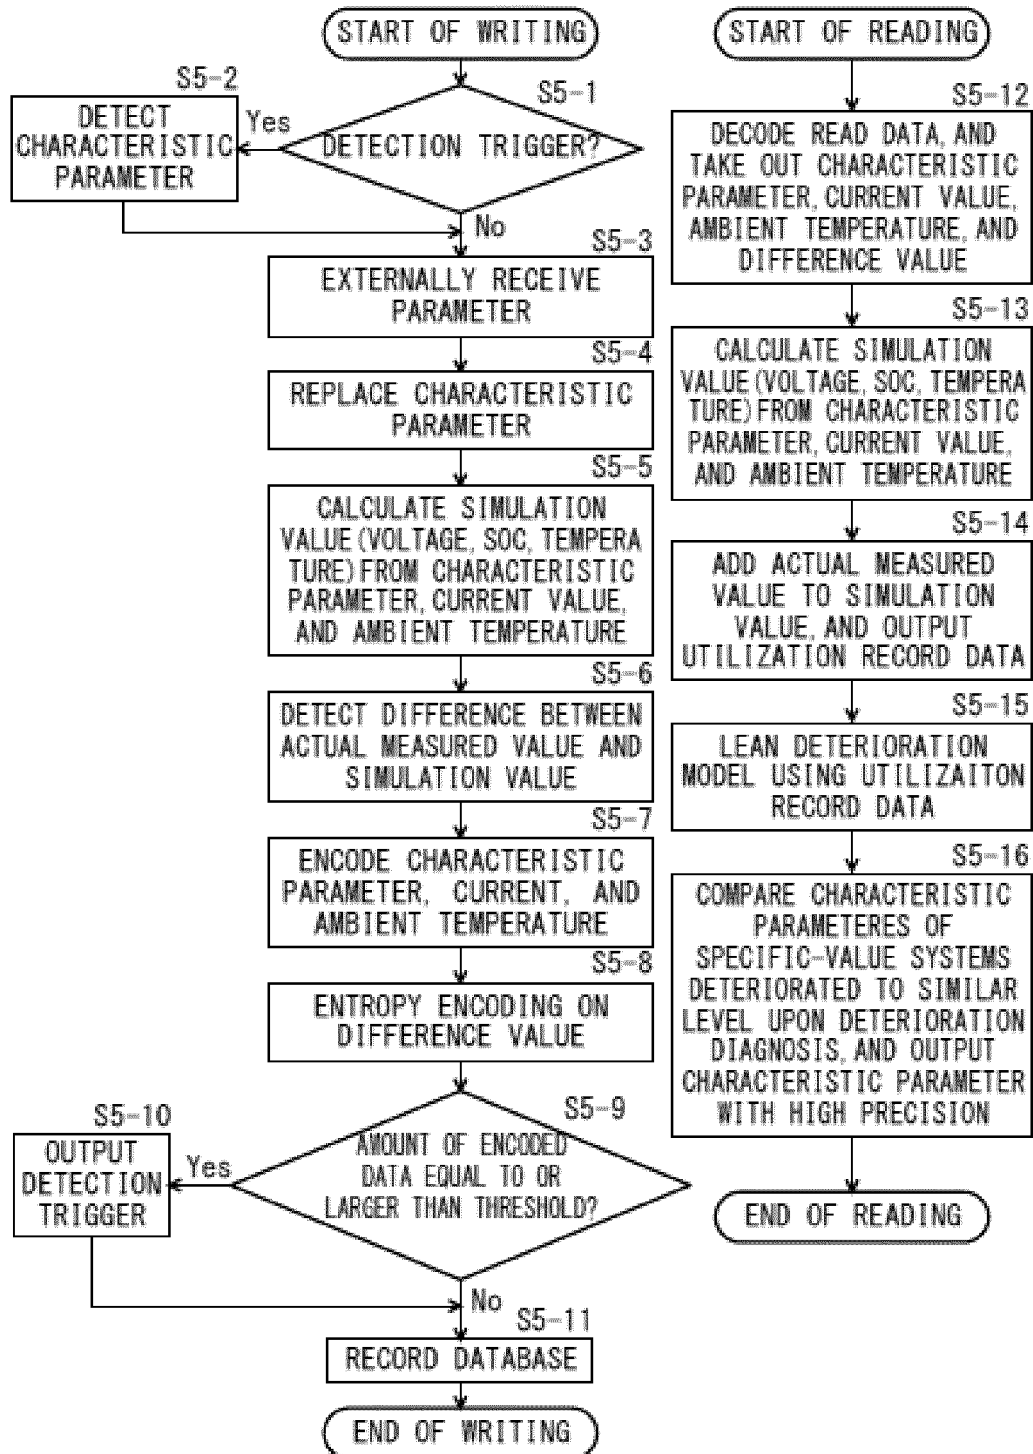 START OF WRITING
S5-1
DETECTION TRIGGER?
Yes
S5-2
DETECT
CHARACTERISTIC
PARAMETER
No
S5-3
EXTERNALLY RECEIVE
PARAMETER
S5-4
REPLACE CHARACTERISTIC
PARAMETER
S5-5
CALCULATE SIMULATION
VALUE(VOLTAGE, SOC, TEMPERA
TURE) FROM CHARACTERISTIC
PARAMETER, CURRENT VALUE,
AND AMBIENT TEMPERATURE
S5-6
DETECT DIFFERENCE BETWEEN
ACTUAL MEASURED VALUE AND
SIMULATION VALUE
S5-7
ENCODE CHARACTERISTIC
PARAMETER, CURRENT, AND
AMBIENT TEMPERATURE
S5-8
ENTROPY ENCODING ON
DIFFERENCE VALUE
S5-9
AMOUNT OF ENCODED
DATA EQUAL TO OR
LARGER THAN THRESHOLD?
Yes
S5-10
OUTPUT
DETECTION
TRIGGER
No
S5-11
RECORD DATABASE
END OF WRITING
START OF READING
S5-12
DECODE READ DATA, AND
TAKE OUT CHARACTERISTIC
PARAMETER, CURRENT VALUE,
AMBIENT TEMPERATURE, AND
DIFFERENCE VALUE
S5-13
CALCULATE SIMULATION
VALUE(VOLTAGE, SOC, TEMPERA
TURE) FROM CHARACTERISTIC
PARAMETER, CURRENT VALUE,
AND AMBIENT TEMPERATURE
S5-14
ADD ACTUAL MEASURED
VALUE TO SIMULATION
VALUE, AND OUTPUT
UTILIZATION RECORD DATA
S5-15
LEAN DETERIORATION
MODEL USING UTILIZAITON
RECORD DATA
S5-16
COMPARE CHARACTERISTIC
PARAMETERES OF
SPECIFIC-VALUE SYSTEMS
DETERIORATED TO SIMILAR
LEVEL UPON DETERIORATION
DIAGNOSIS, AND OUTPUT
CHARACTERISTIC PARAMETER
WITH HIGH PRECISION
END OF READING